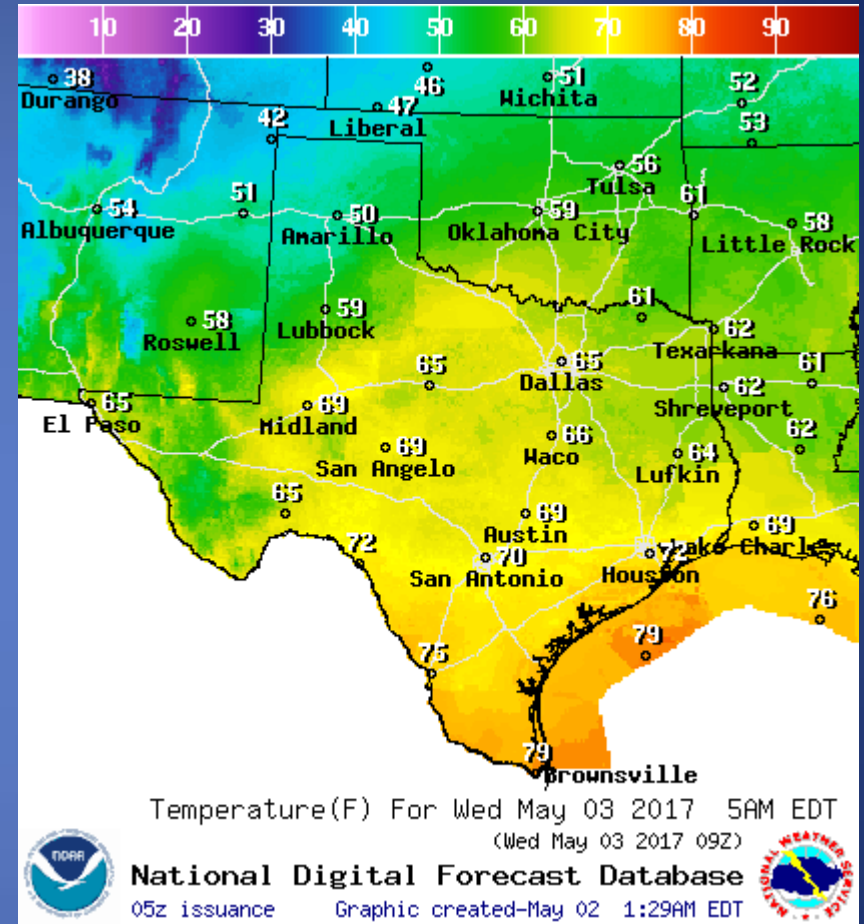 10 20 30 40 50 60 70 80 90
38
Durango
46
51
Wichita
52
47
Liberal
42
53
56
Tulsa
54
Albuquerque
51
50
Amarillo
59
Oklahoma City
61
58
Little Rock
58
Roswell
59
Lubbock
61
62
Texarkana
65
65
Dallas
62
Shreveport
61
65
El Paso
69
Midland
69
San Angelo
66
Waco
64
Lufkin
62
65
69
Austin
69
Lake Charles
72
70
San Antonio
72
Houston
76
75
79
79
Brownsville
Temperature(F) For Wed May 03 2017 5AM EDT
(Wed May 03 2017 09Z)
National Digital Forecast Database
05z issuance Graphic created-May 02 1:29AM EDT
NOAA
NATIONAL WEATHER SERVICE